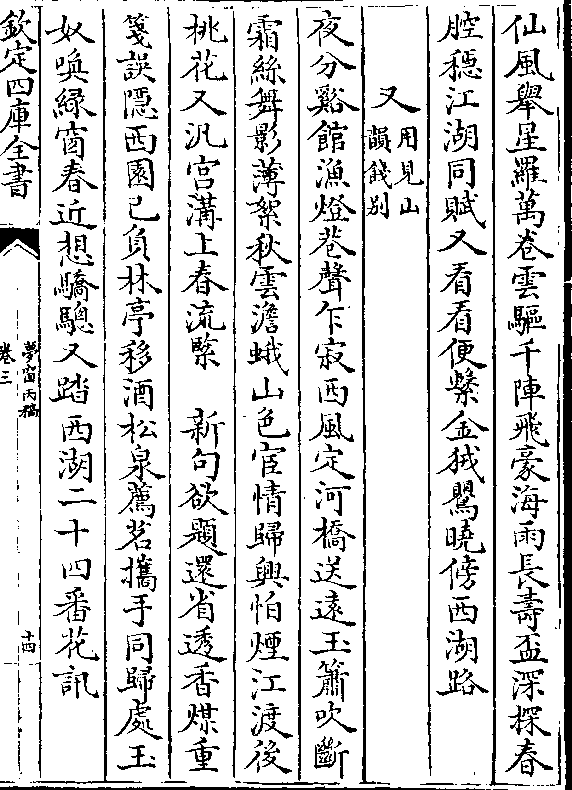 仙風舉星羅萬卷雲驅千陣飛豪海雨長壽盃深探春
腔穩江湖同賦又看看便繫金狨鶯曉傍西湖路
又用見山
韻餞别
夜分谿館漁燈巷聲乍寂西風定河橋送遠玉簫吹斷
霜絲舞影薄絮秋雲澹蛾山色宦情歸興怕煙江渡後
桃花又汎宮溝上春流緊 新句欲題還省透香煤重
箋誤隱西園已負林亭移酒松泉薦茗攜手同歸處玉
奴喚緑窗春近想驕驄又踏西湖二十四番花訊
欽定四庫全書
夢窗丙稿
卷三
十四